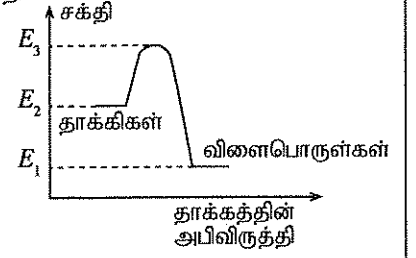 சக்தி
E₃
E₂
தாக்கிகள்
விளைபொருள்கள்
E₁
தாக்கத்தின்
அபிவிருத்தி